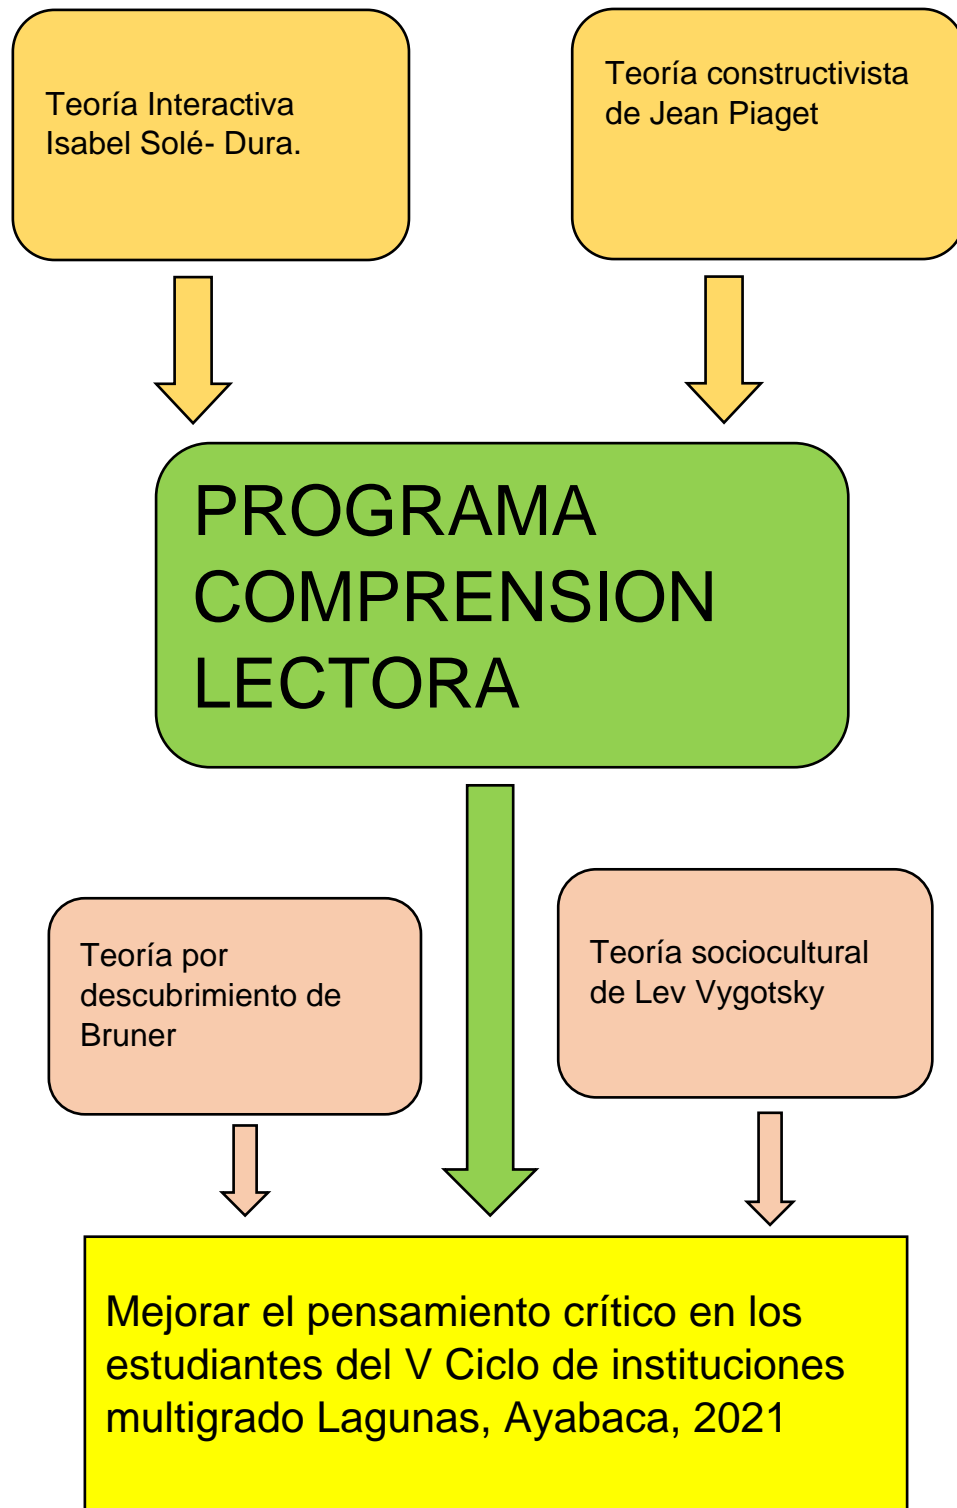 Teoría Interactiva
Isabel Solé- Dura.
Teoría constructivista
de Jean Piaget
PROGRAMA
COMPRENSION
LECTORA
Teoría por
descubrimiento de
Bruner
Teoría sociocultural
de Lev Vygotsky
Mejorar el pensamiento crítico en los
estudiantes del V Ciclo de instituciones
multigrado Lagunas, Ayabaca, 2021